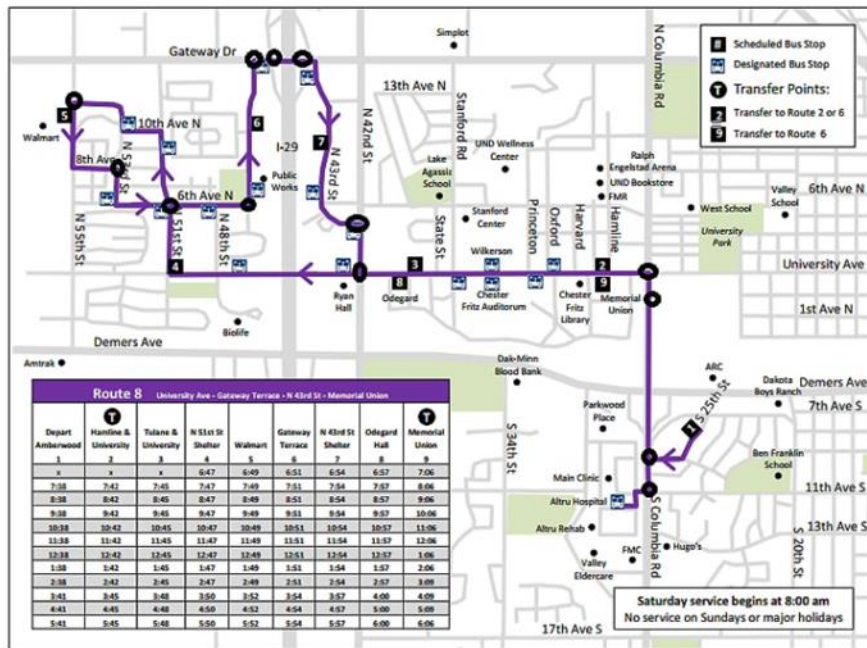 Simplot
Gateway Dr
N Columbia Rd
8 Scheduled Bus Stop
Designated Bus Stop
T Transfer Points:
2 Transfer to Route 2 or 6
9 Transfer to Route 6
13th Ave N
N 42nd St
Stanford Rd
5
10th Ave N
6
I-29
7
N 43rd St
Walmart
8th Ave
N 53rd St
UND Wellness
Center
Ralph
Engelstad Arena
UND Bookstore
FMR
Lake
Agassiz
School
Public
Works
6th Ave N
6th Ave N
Valley
School
West School
University
Park
N 55th St
51st St
N 48th St
Stanford
Center
State St
Princeton
Oxford
Harvard
Hamline
Wilkerson
4
3
2
University Ave
8
9
Odegard
Ryan
Hall
Chester
Fritz Auditorium
Chester
Fritz
Library
Memorial
Union
1st Ave N
Biolife
Demers Ave
Amtrak
Dak-Minn
Blood Bank
ARC
Demers Ave
7th Ave S
Dakota
Boys Ranch
S 25th St
1
Parkwood
Place
S 34th St
Ben Franklin
School
Main Clinic
11th Ave S
Altru Hospital
S Columbia Rd
13th Ave S
Altru Rehab
Hugo's
FMC
Valley
Eldercare
S 20th St
17th Ave S
Saturday service begins at 8:00 am
No service on Sundays or major holidays
Route 8 University Ave - Gateway Terrace - N 43rd St - Memorial Union
T T
Depart Amberwood Hamline & University Tulane & University N 51st St Shelter Walmart Gateway Terrace N 43rd St Shelter Odegard Hall Memorial Union
1 2 3 4 5 6 7 8 9
x x x 6:47 6:49 6:51 6:54 6:57 7:06
7:38 7:42 7:45 7:47 7:49 7:51 7:54 7:57 8:06
8:38 8:42 8:45 8:47 8:49 8:51 8:54 8:57 9:06
9:38 9:42 9:45 9:47 9:49 9:51 9:54 9:57 10:06
10:38 10:42 10:45 10:47 10:49 10:51 10:54 10:57 11:06
11:38 11:42 11:45 11:47 11:49 11:51 11:54 11:57 12:06
12:38 12:42 12:45 12:47 12:49 12:51 12:54 12:57 1:06
1:38 1:42 1:45 1:47 1:49 1:51 1:54 1:57 2:06
2:38 2:42 2:45 2:47 2:49 2:51 2:54 2:57 3:09
3:41 3:45 3:48 3:50 3:52 3:54 3:57 4:00 4:09
4:41 4:45 4:48 4:50 4:52 4:54 4:57 5:00 5:09
5:41 5:45 5:48 5:50 5:52 5:54 5:57 6:00 6:06